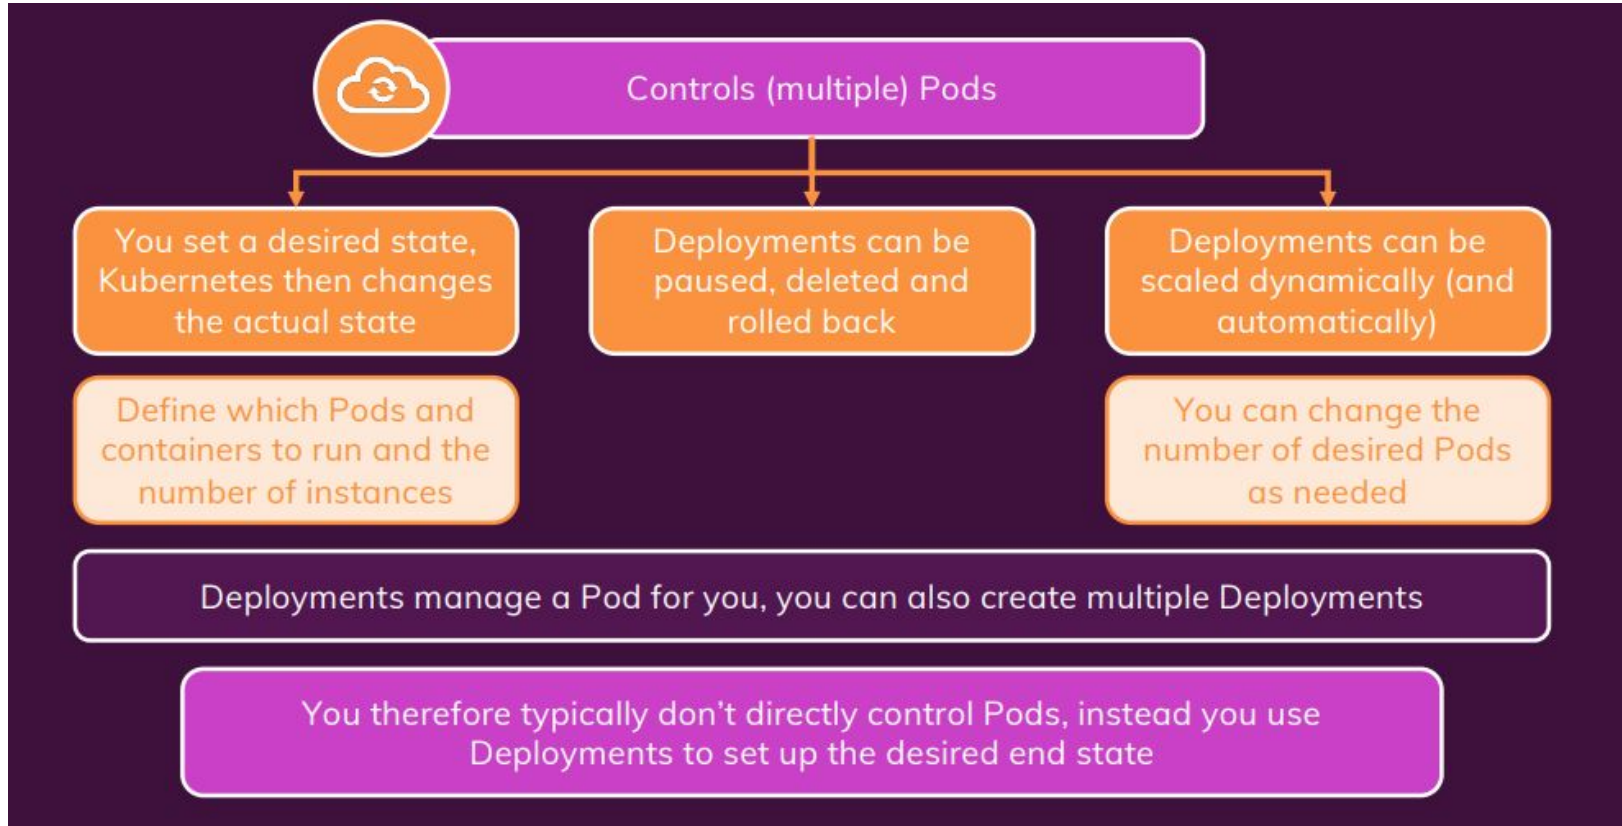 Controls (multiple) Pods
You set a desired state,
Kubernetes then changes
the actual state
Deployments can be
paused, deleted and
rolled back
Deployments can be
scaled dynamically (and
automatically)
Define which Pods and
containers to run and the
number of instances
You can change the
number of desired Pods
as needed
Deployments manage a Pod for you, you can also create multiple Deployments
You therefore typically don’t directly control Pods, instead you use
Deployments to set up the desired end state